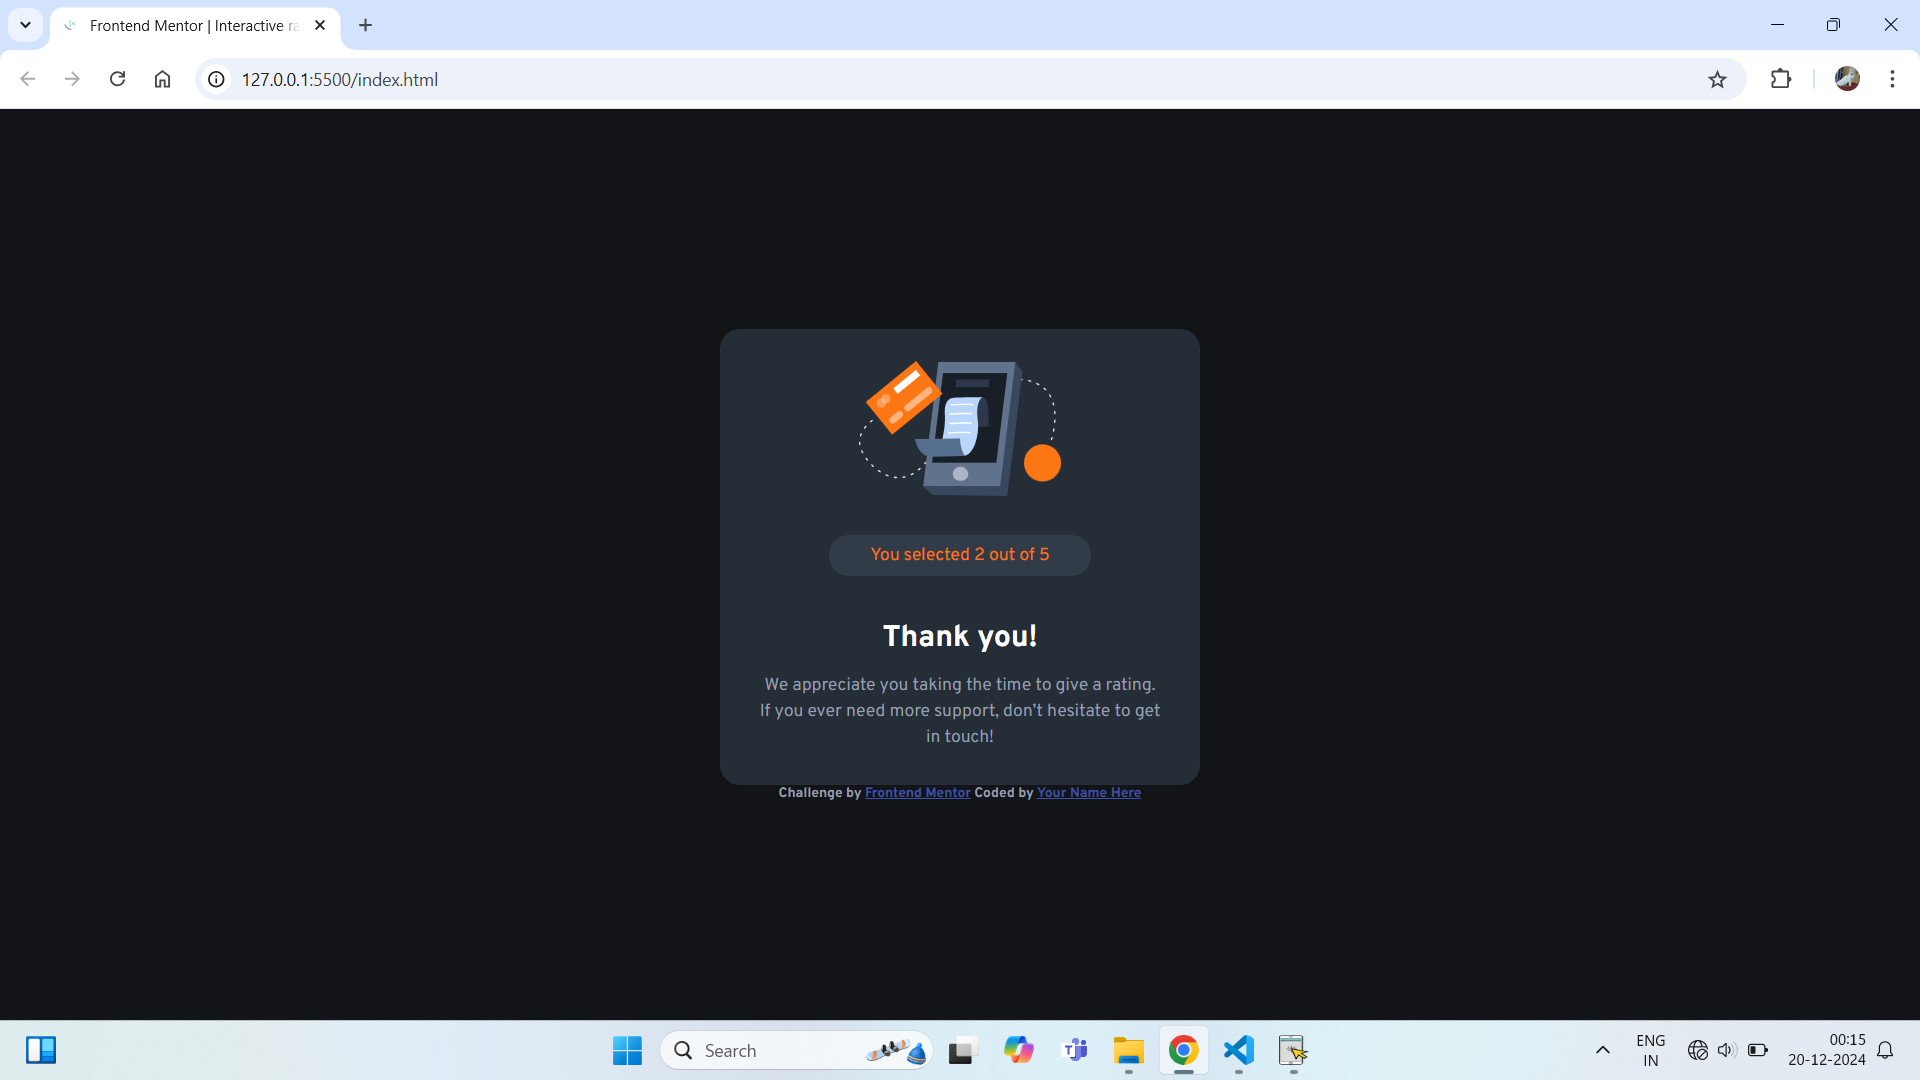 Frontend Mentor | Interactive ra
127.0.0.1:5500/index.html
You selected 2 out of 5
Thank you!
We appreciate you taking the time to give a rating.
If you ever need more support, don’t hesitate to get
in touch!
Challenge by Frontend Mentor Coded by Your Name Here
Search
ENG
IN
00:15
20-12-2024